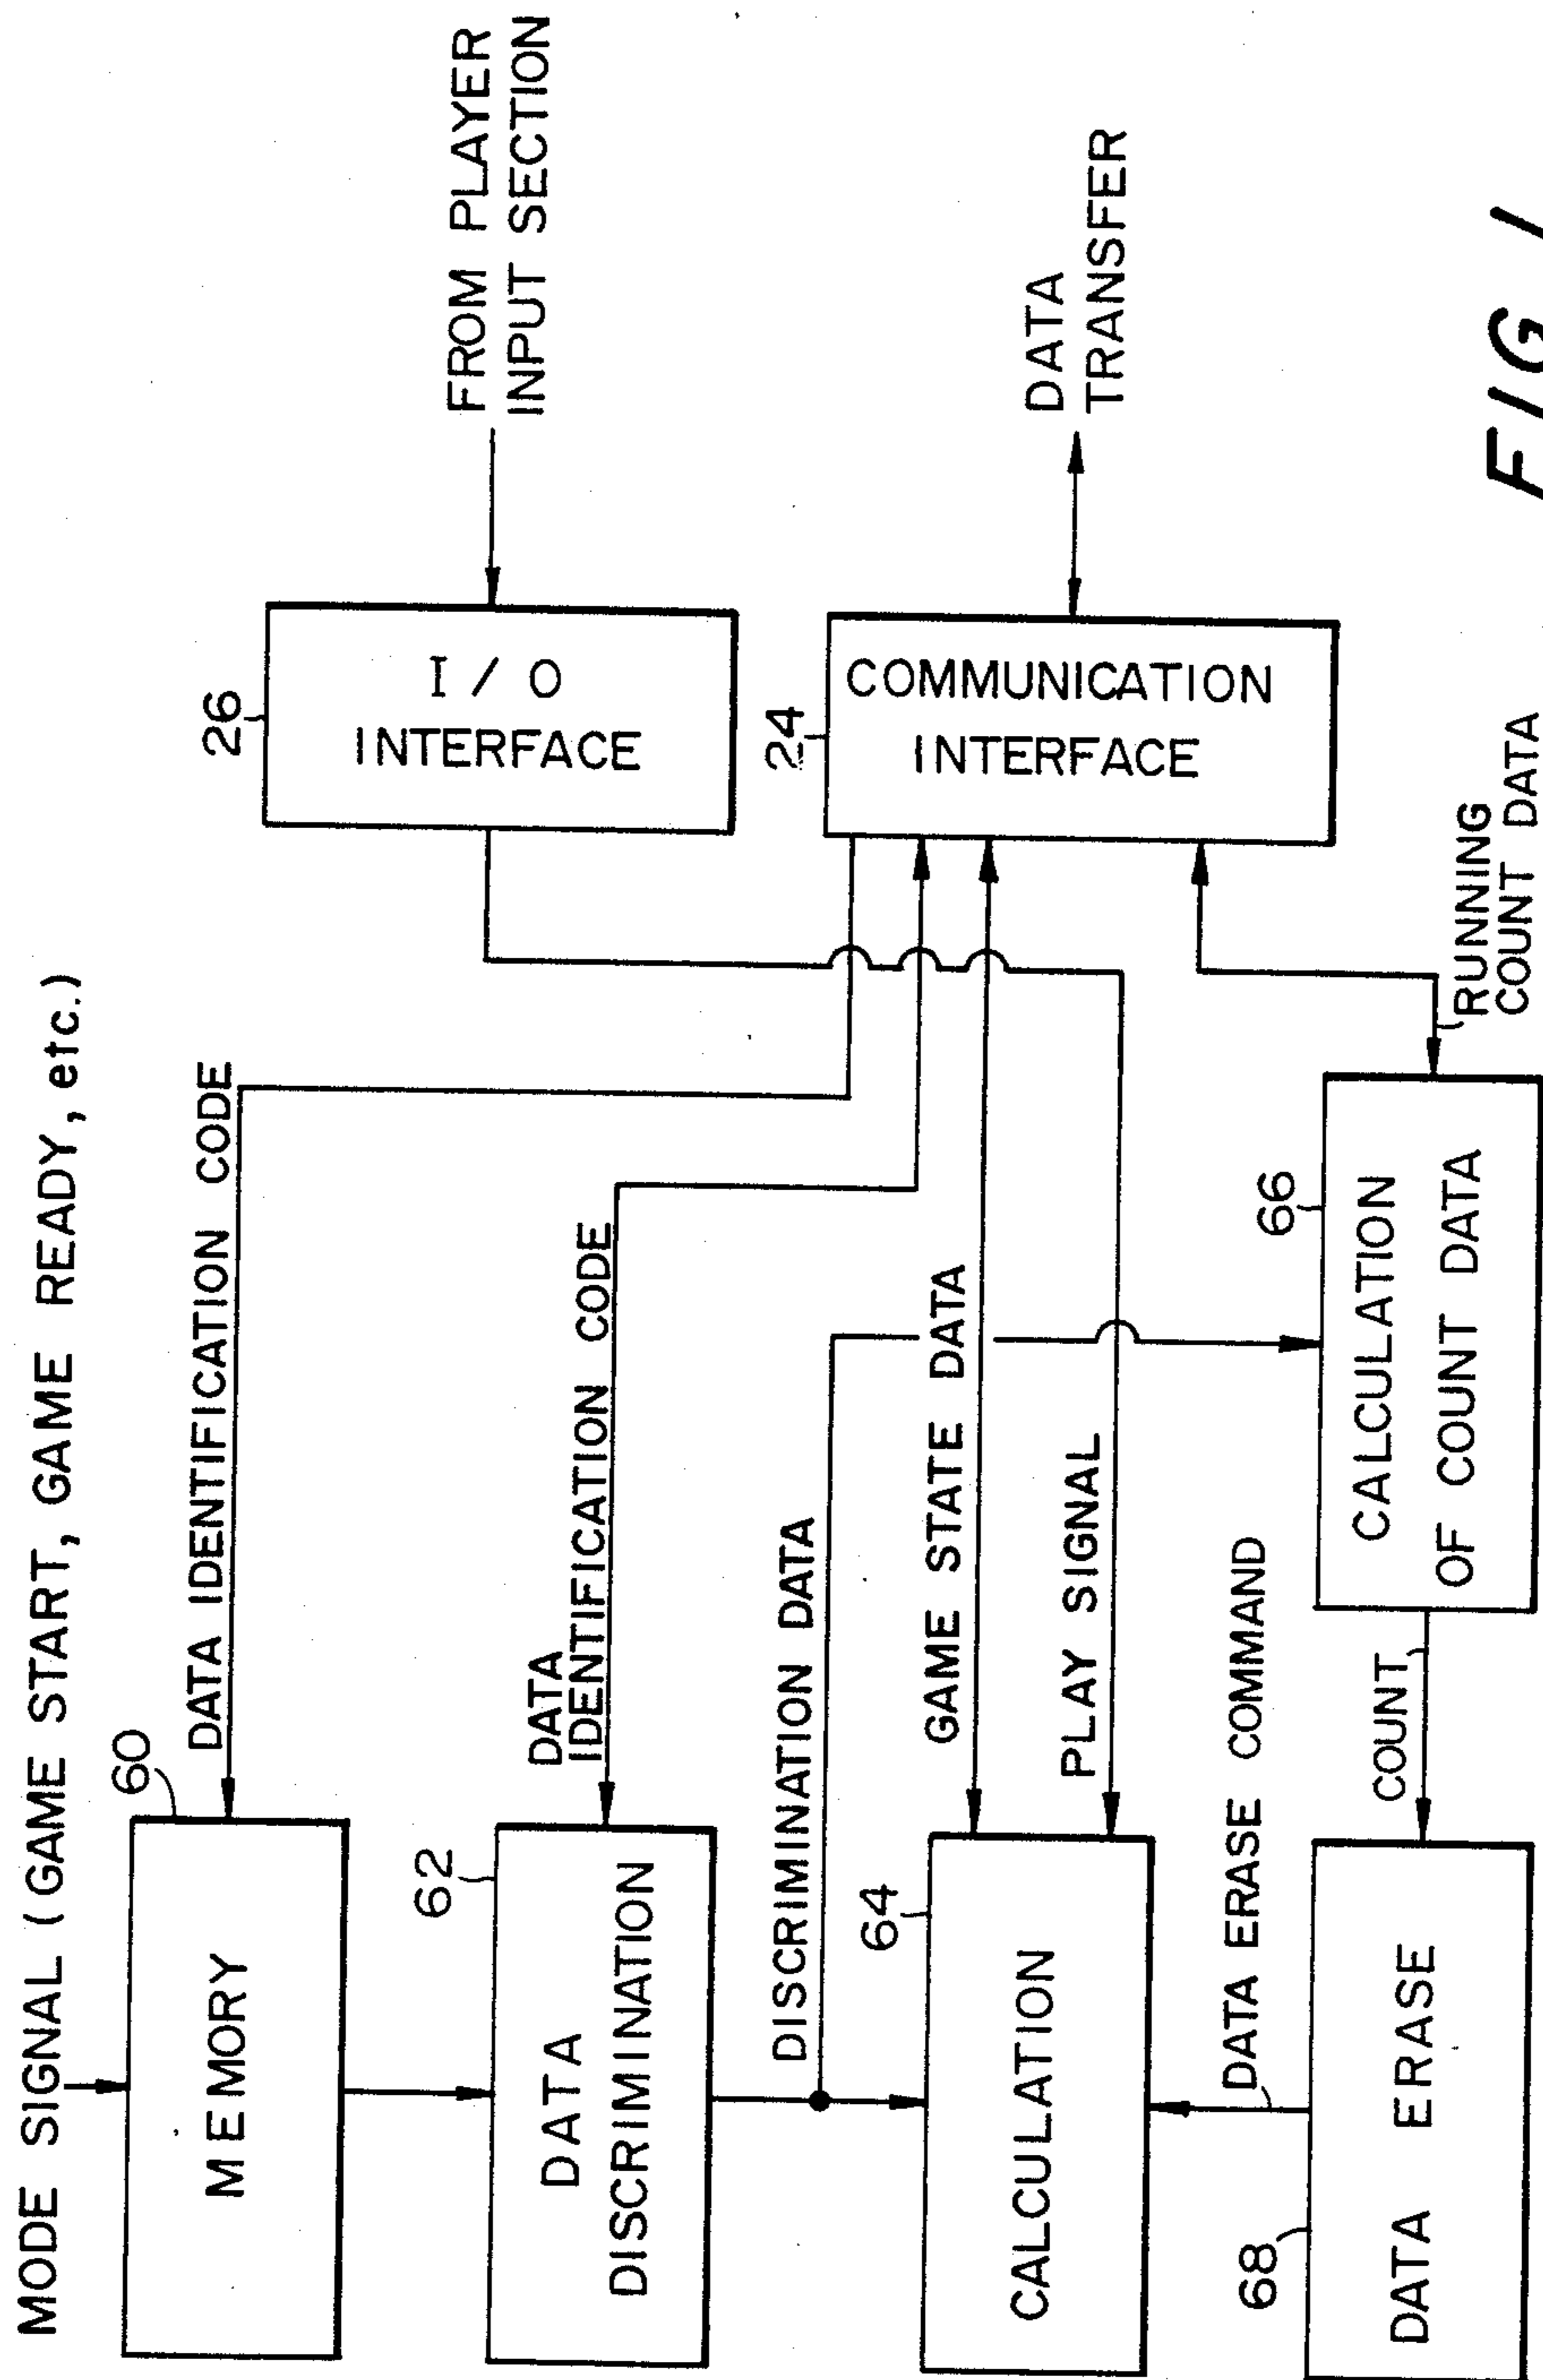 MODE SIGNAL (GAME START, GAME READY, etc.)
60
MEMORY
DATA IDENTIFICATION CODE
26
I/O
INTERFACE
FROM PLAYER
INPUT SECTION
62
DATA
DISCRIMINATION
DATA
IDENTIFICATION CODE
24
COMMUNICATION
INTERFACE
DATA
TRANSFER
DISCRIMINATION DATA
64
CALCULATION
GAME STATE DATA
PLAY SIGNAL
DATA ERASE COMMAND
66
CALCULATION
OF COUNT DATA
RUNNING
COUNT DATA
68
DATA ERASE
COUNT
FIG. 1